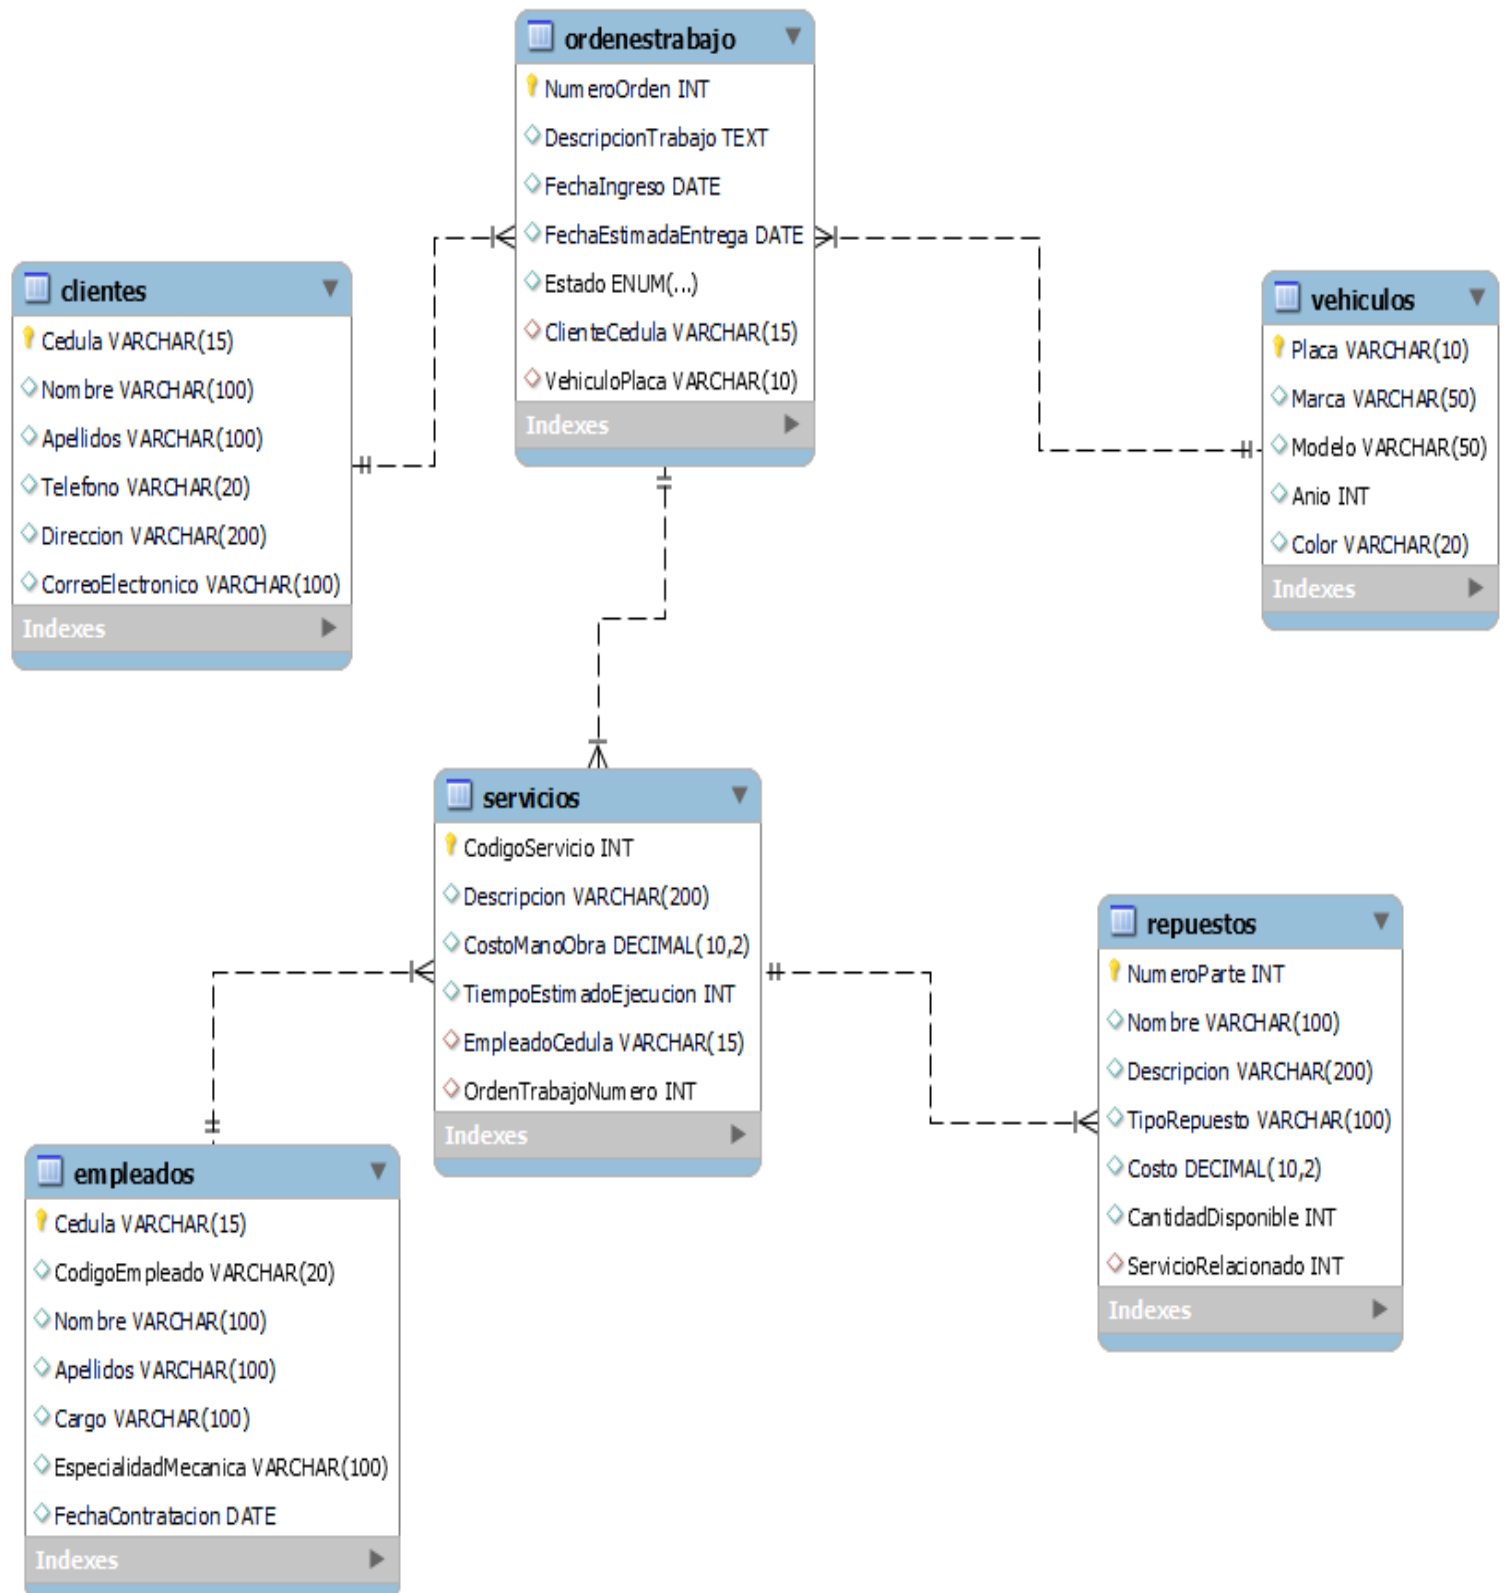 ordenestrabajo
NumeroOrden INT
DescripcionTrabajo TEXT
FechaIngreso DATE
FechaEstimadaEntrega DATE
Estado ENUM(...)
ClienteCedula VARCHAR(15)
VehiculoPlaca VARCHAR(10)
Indexes
clientes
Cedula VARCHAR(15)
Nombre VARCHAR(100)
Apellidos VARCHAR(100)
Telefono VARCHAR(20)
Direccion VARCHAR(200)
CorreoElectronico VARCHAR(100)
Indexes
vehiculos
Placa VARCHAR(10)
Marca VARCHAR(50)
Modelo VARCHAR(50)
Anio INT
Color VARCHAR(20)
Indexes
servicios
CodigoServicio INT
Descripcion VARCHAR(200)
CostoManoObra DECIMAL(10,2)
TiempoEstimadoEjecucion INT
EmpleadoCedula VARCHAR(15)
OrdenTrabajoNumero INT
Indexes
repuestos
NumeroParte INT
Nombre VARCHAR(100)
Descripcion VARCHAR(200)
TipoRepuesto VARCHAR(100)
Costo DECIMAL(10,2)
CantidadDisponible INT
ServicioRelacionado INT
Indexes
empleados
Cedula VARCHAR(15)
CodigoEmpleado VARCHAR(20)
Nombre VARCHAR(100)
Apellidos VARCHAR(100)
Cargo VARCHAR(100)
EspecialidadMecanica VARCHAR(100)
FechaContratacion DATE
Indexes